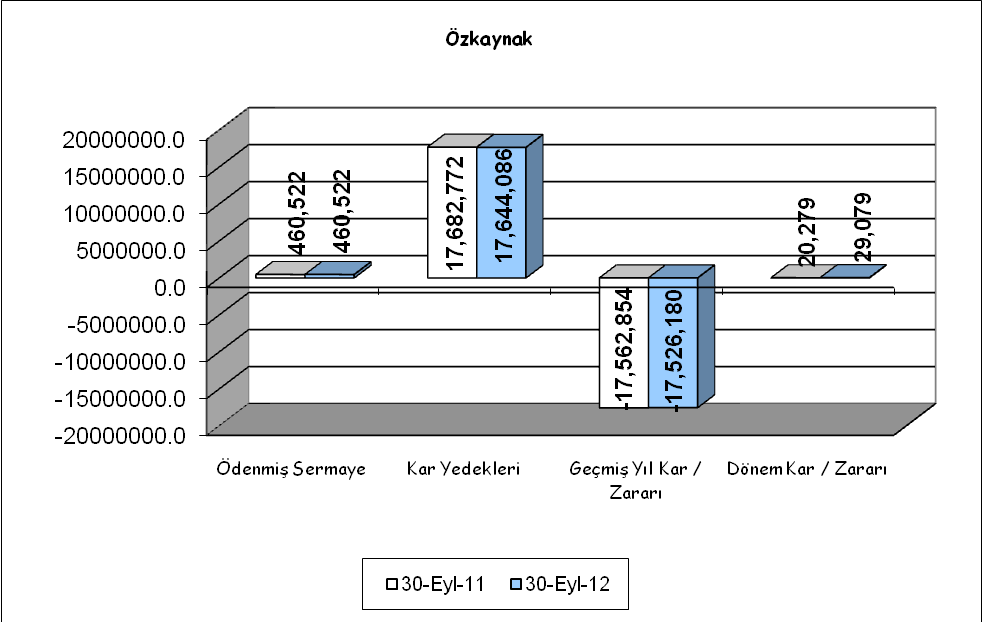 Özkaynak
20000000.0
15000000.0
10000000.0
5000000.0
0.0
-5000000.0
-10000000.0
-15000000.0
-20000000.0
460,522
460,522
17,682,772
17,644,086
-17,562,854
-17,526,180
20,279
29,079
Ödenmiş Sermaye
Kar Yedekleri
Geçmiş Yıl Kar /
Zararı
Dönem Kar / Zararı
30-Eyl-11
30-Eyl-12